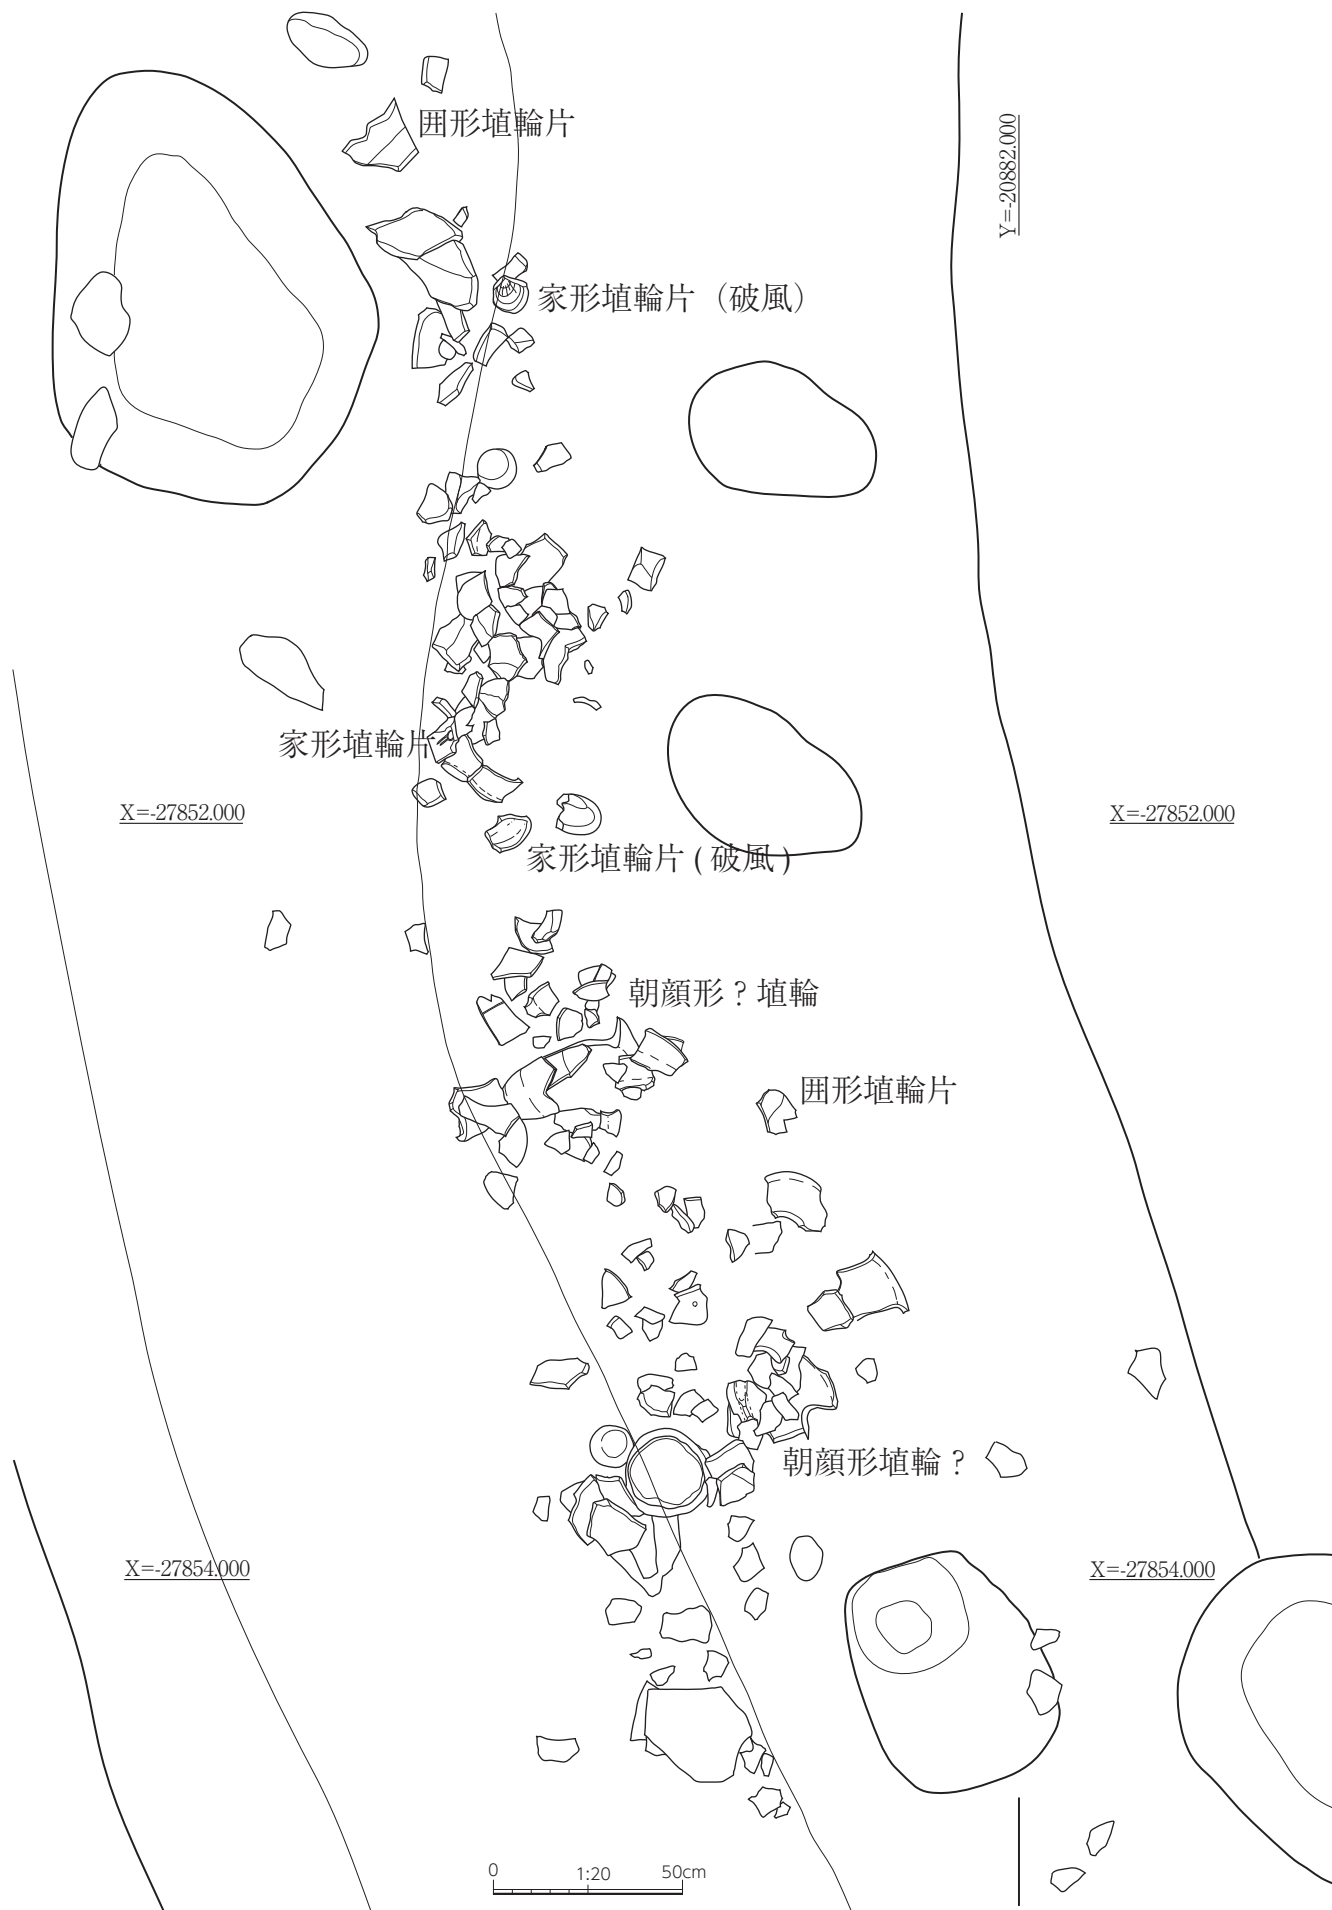 囲形埴輪片
Y=-20882.000
家形埴輪片（破風）
家形埴輪片
X=-27852.000
X=-27852.000
家形埴輪片 ( 破風 )
朝顔形 ? 埴輪
囲形埴輪片
朝顔形埴輪 ?
X=-27854.000
X=-27854.000
0 1:20 50cm